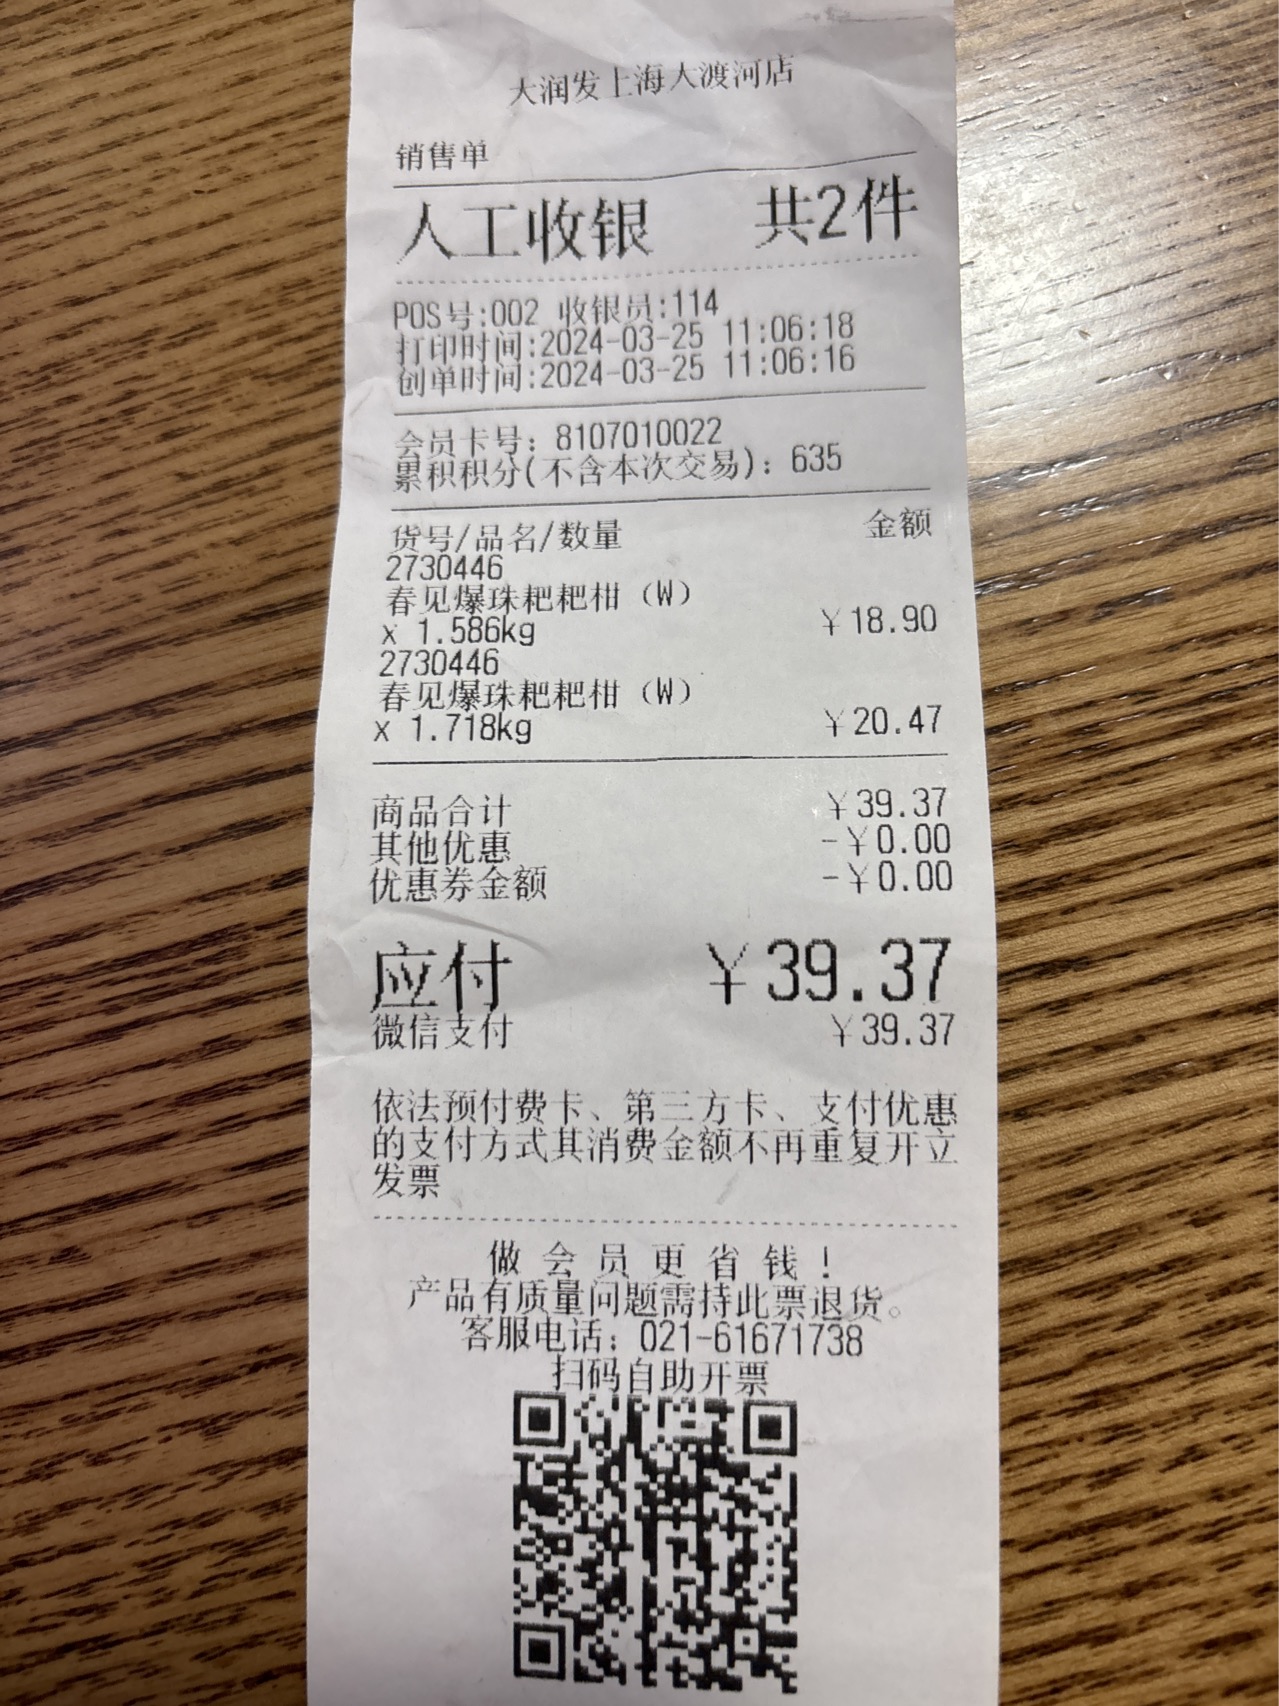 大润发上海大渡河店
销售单
人工收银 共2件
POS号:002 收银员:114
打印时间:2024-03-25 11:06:18
创单时间:2024-03-25 11:06:16
会员卡号: 8107010022
累积积分(不含本次交易): 635
货号/品名/数量 金额
2730446
春见爆珠耙耙柑（W）
x 1.586kg ￥18.90
2730446
春见爆珠耙耙柑（W）
x 1.718kg ￥20.47
商品合计 ￥39.37
其他优惠 -￥0.00
优惠券金额 -￥0.00
应付 ￥39.37
微信支付 ￥39.37
依法预付费卡、第三方卡、支付优惠
的支付方式其消费金额不再重复开立
发票
做会员更省钱！
产品有质量问题需持此票退货。
客服电话: 021-61671738
扫码自助开票